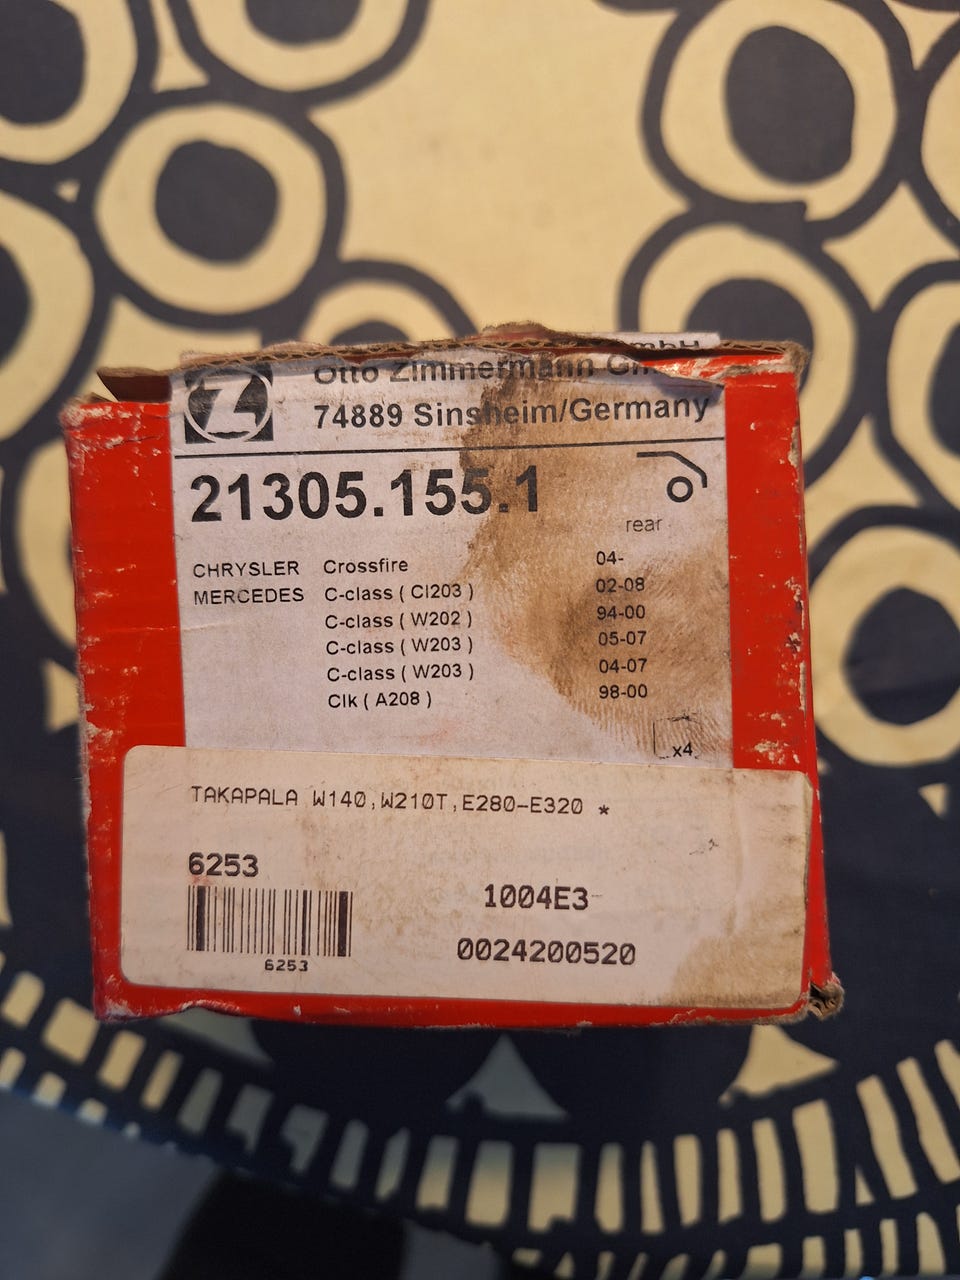 Z
Otto Zimmermann GmbH
74889 Sinsheim/Germany
21305.155.1
rear
CHRYSLER Crossfire 04-
MERCEDES C-class ( Cl203 ) 02-08
C-class ( W202 ) 94-00
C-class ( W203 ) 05-07
C-class ( W203 ) 04-07
Clk ( A208 ) 98-00
x4
TAKAPALA W140,W210T,E280-E320 *
6253
1004E3
0024200520
6253